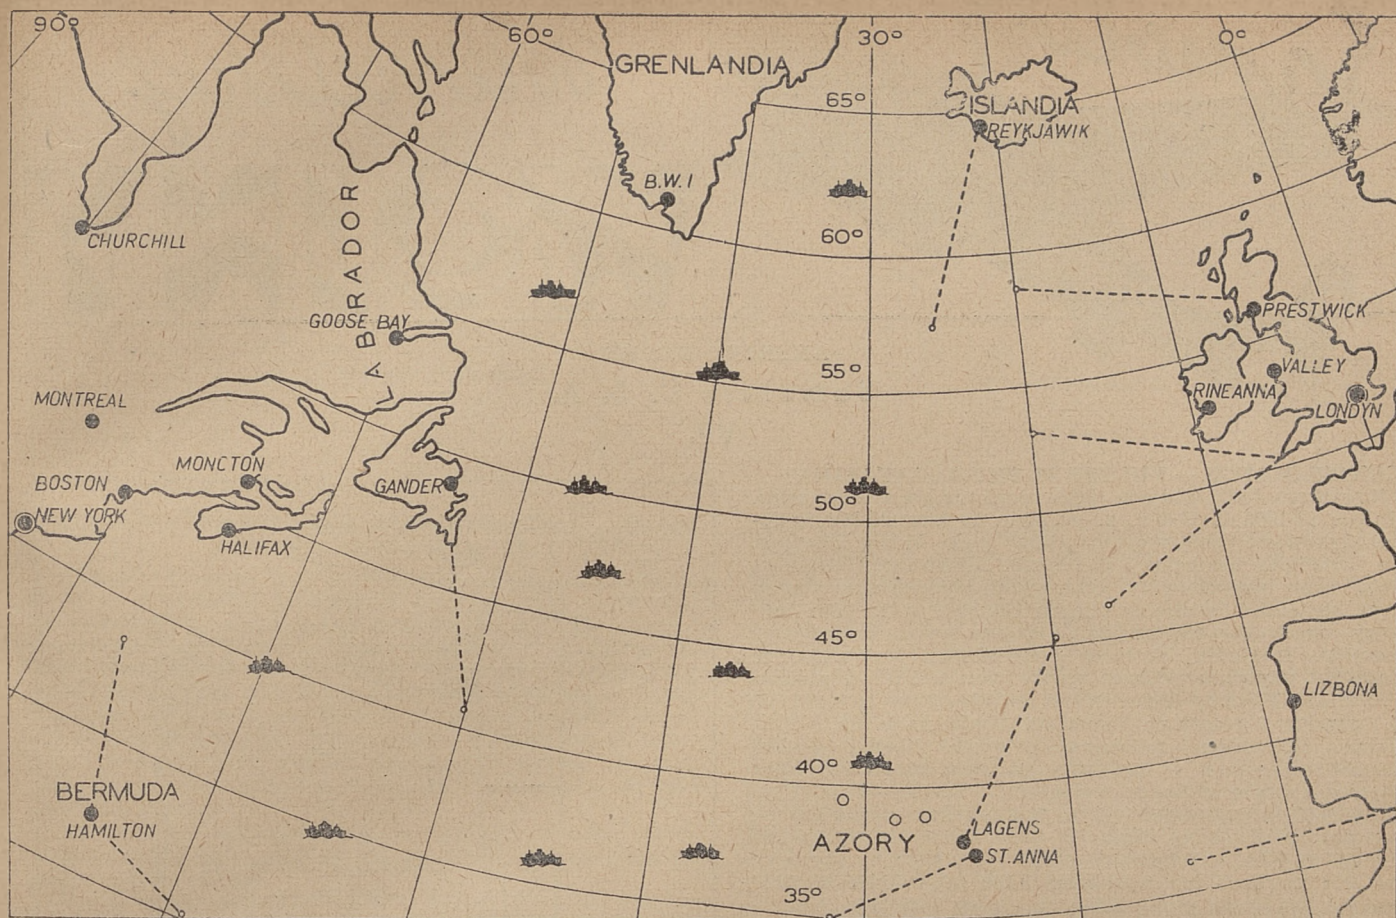 90°
60°
30°
0°
GRENLANDIA
65°
ISLANDIA
REYKJAWIK
B.W.I
LABRADOR
CHURCHILL
60°
GOOSE BAY
PRESTWICK
55°
VALLEY
RINEANNA
LONDYN
MONTREAL
MONCTON
BOSTON
GANDER
NEW YORK
50°
HALIFAX
45°
LIZBONA
40°
BERMUDA
HAMILTON
LAGENS
AZORY
ST. ANNA
35°